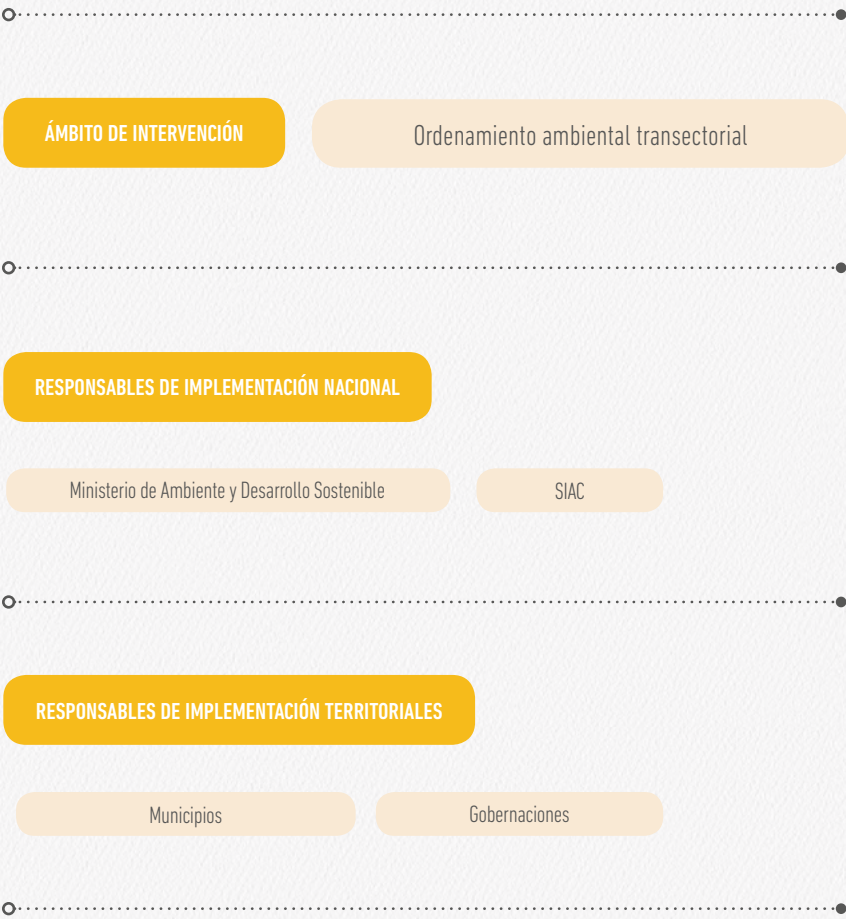 ÁMBITO DE INTERVENCIÓN
Ordenamiento ambiental transectorial
RESPONSABLES DE IMPLEMENTACIÓN NACIONAL
Ministerio de Ambiente y Desarrollo Sostenible
SIAC
RESPONSABLES DE IMPLEMENTACIÓN TERRITORIALES
Municipios
Gobernaciones